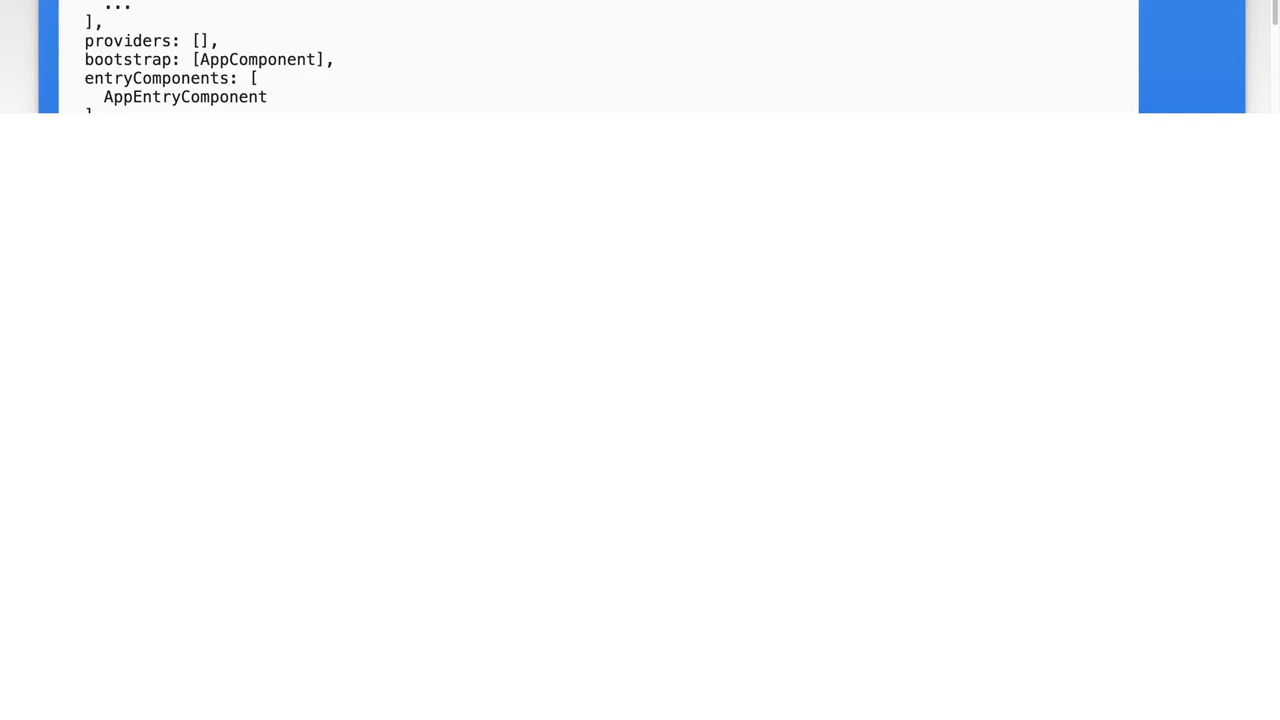 ...
],
providers: [],
bootstrap: [AppComponent],
entryComponents: [
AppEntryComponent
]